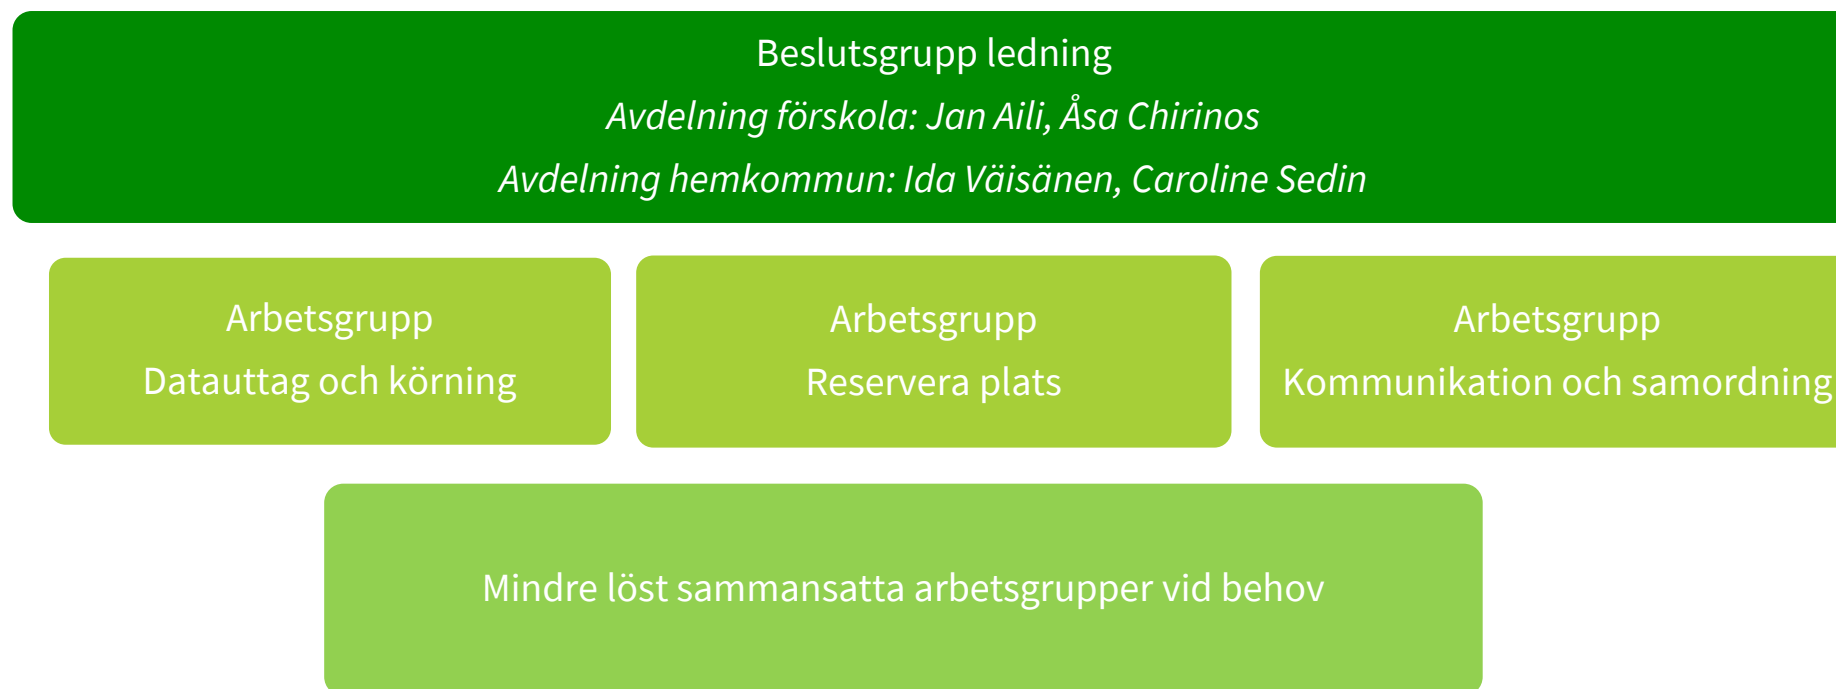 Beslutsgrupp ledning
Avdelning förskola: Jan Aili, Åsa Chirinos
Avdelning hemkommun: Ida Väisänen, Caroline Sedin
Arbetsgrupp
Datauttag och körning
Arbetsgrupp
Reservera plats
Arbetsgrupp
Kommunikation och samordning
Mindre löst sammansatta arbetsgrupper vid behov